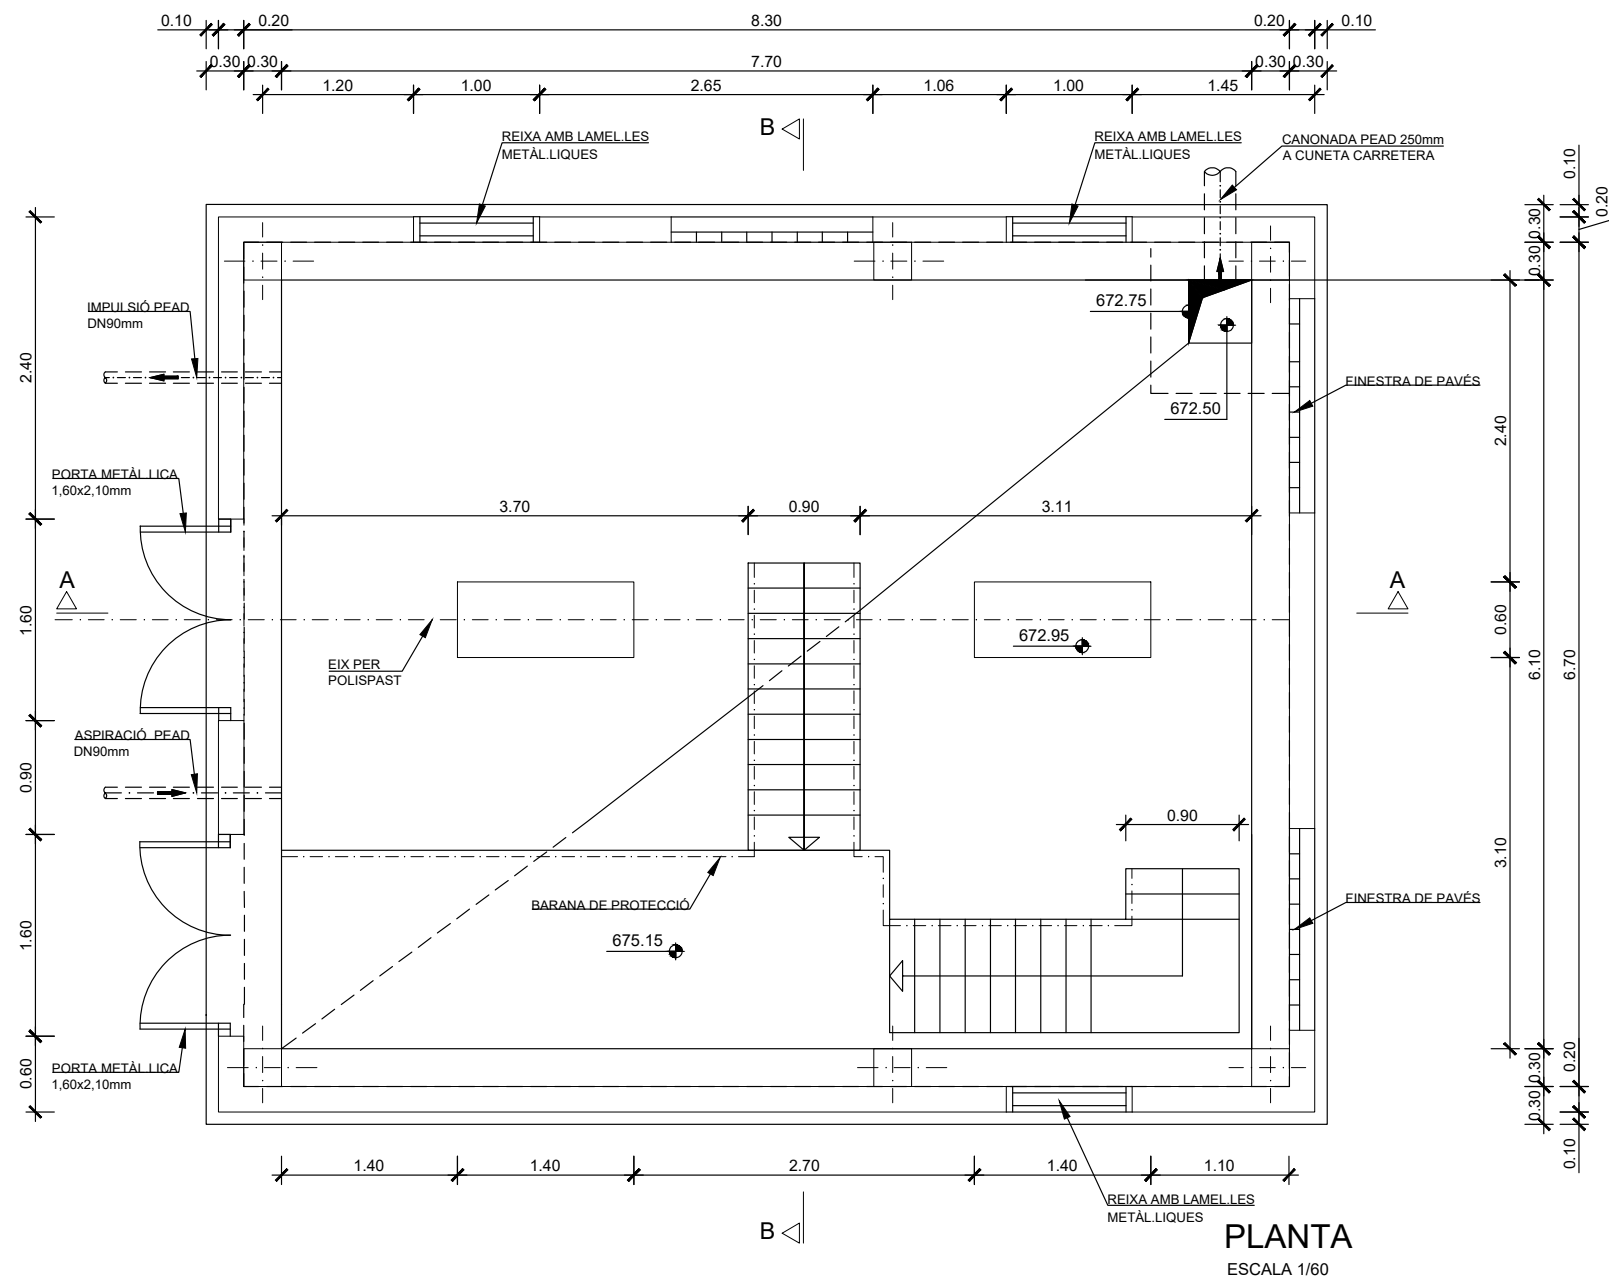 0.10
0.20
8.30
0.20
0.10
0.30
0.30
7.70
0.30
0.30
1.20
1.00
2.65
1.06
1.00
1.45
B
REIXA AMB LAMEL.LES
METÀL.LIQUES
REIXA AMB LAMEL.LES
METÀL.LIQUES
CANONADA PEAD 250mm
A CUNETA CARRETERA
0.10
0.20
0.30
0.30
IMPULSIÓ PEAD
DN90mm
672.75
672.50
FINESTRA DE PAVÉS
2.40
2.40
PORTA METÀL.LICA
1,60x2,10mm
3.70
0.90
3.11
A
A
1.60
0.60
672.95
EIX PER
POLISPAST
6.10
6.70
ASPIRACIÓ PEAD
DN90mm
0.90
0.90
3.10
BARANA DE PROTECCIÓ
FINESTRA DE PAVÉS
675.15
1.60
PORTA METÀL.LICA
1,60x2,10mm
0.60
0.30
0.20
0.30
0.10
1.40
1.40
2.70
1.40
1.10
REIXA AMB LAMEL.LES
METÀL.LIQUES
B
PLANTA
ESCALA 1/60